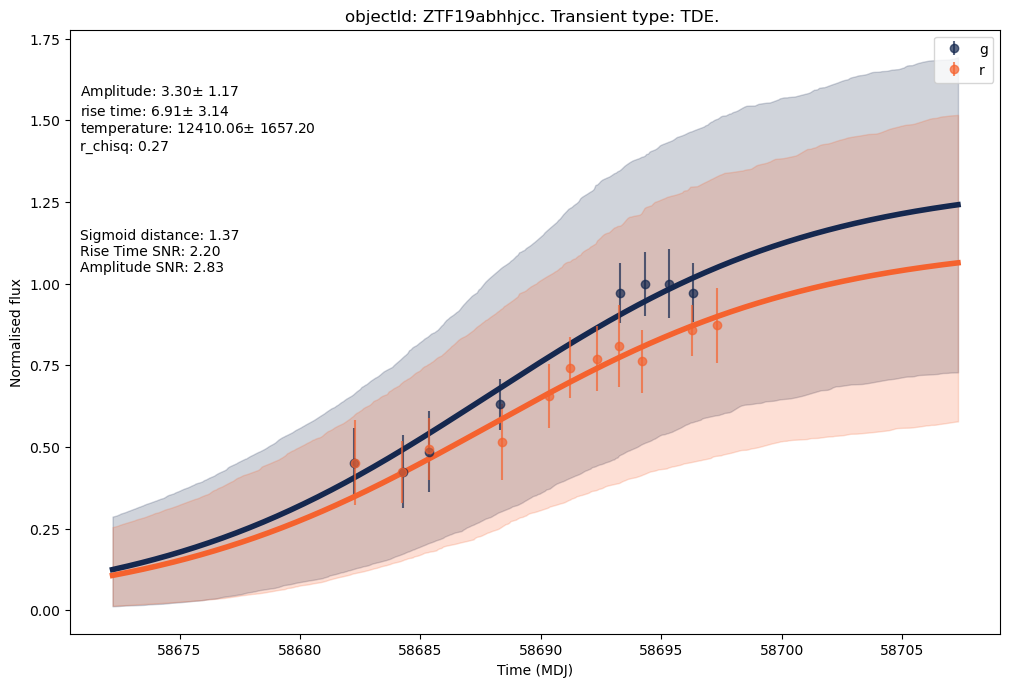 objectId: ZTF19abhhjcc. Transient type: TDE.
1.75
1.50
1.25
1.00
0.75
0.50
0.25
0.00
Normalised flux
Amplitude: 3.30± 1.17
rise time: 6.91± 3.14
temperature: 12410.06± 1657.20
r_chisq: 0.27
Sigmoid distance: 1.37
Rise Time SNR: 2.20
Amplitude SNR: 2.83
g
r
58675
58680
58685
58690
58695
58700
58705
Time (MDJ)